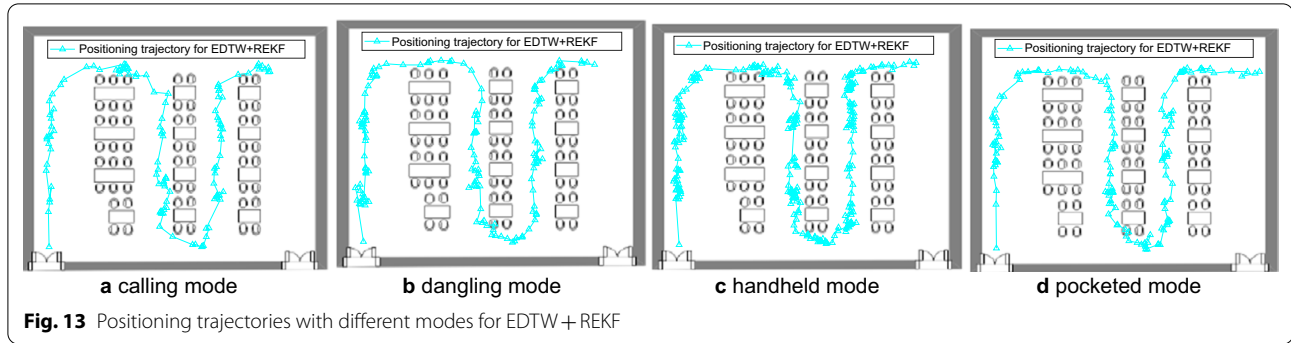 Positioning trajectory for EDTW+REKF
Positioning trajectory for EDTW+REKF
Positioning trajectory for EDTW+REKF
Positioning trajectory for EDTW+REKF
a calling mode
b dangling mode
c handheld mode
d pocketed mode
Fig. 13 Positioning trajectories with different modes for EDTW + REKF